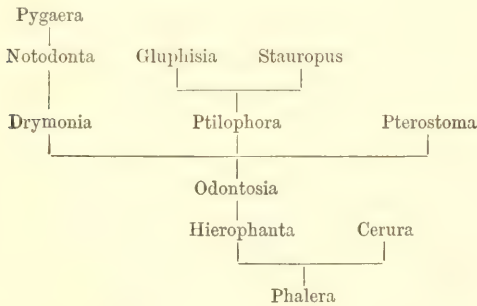 Pygaera
Notodonta Gluphisia Stauropus
Drymonia Ptilophora Pterostoma
Odontosia
Hierophanta Cerura
Phalera